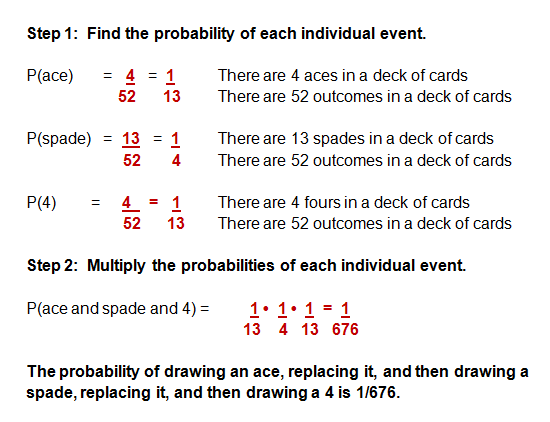 Step 1: Find the probability of each individual event.
P(ace) = 4 = 1 There are 4 aces in a deck of cards
52 13 There are 52 outcomes in a deck of cards
P(spade) = 13 = 1 There are 13 spades in a deck of cards
52 4 There are 52 outcomes in a deck of cards
P(4) = 4 = 1 There are 4 fours in a deck of cards
52 13 There are 52 outcomes in a deck of cards
Step 2: Multiply the probabilities of each individual event.
P(ace and spade and 4) = 1 • 1 • 1 = 1
13 4 13 676
The probability of drawing an ace, replacing it, and then drawing a
spade, replacing it, and then drawing a 4 is 1/676.